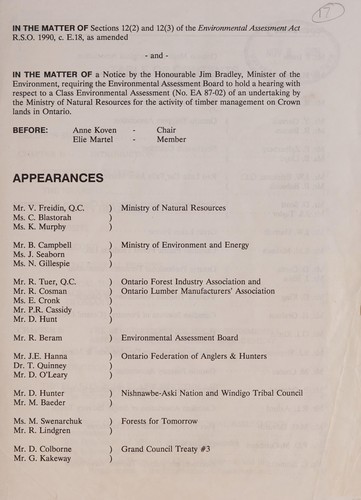 17
IN THE MATTER OF Sections 12(2) and 12(3) of the Environmental Assessment Act
R.S.O. 1990, c. E.18, as amended
- and -
IN THE MATTER OF a Notice by the Honourable Jim Bradley, Minister of the
Environment, requiring the Environmental Assessment Board to hold a hearing with
respect to a Class Environmental Assessment (No. EA 87-02) of an undertaking by
the Ministry of Natural Resources for the activity of timber management on Crown
lands in Ontario.
BEFORE: Anne Koven - Chair
Elie Martel - Member
APPEARANCES
Mr. V. Freidin, Q.C. ) Ministry of Natural Resources
Ms. C. Blastorah )
Ms. K. Murphy )
Mr. B. Campbell ) Ministry of Environment and Energy
Ms. J. Seaborn )
Ms. N. Gillespie )
Mr. R. Tuer, Q.C. ) Ontario Forest Industry Association and
Mr. R. Cosman ) Ontario Lumber Manufacturers' Association
Ms. E. Cronk )
Mr. P.R. Cassidy )
Mr. D. Hunt )
Mr. R. Beram ) Environmental Assessment Board
Mr. J.E. Hanna ) Ontario Federation of Anglers & Hunters
Dr. T. Quinney )
Mr. D. O'Leary )
Mr. D. Hunter ) Nishnawbe-Aski Nation and Windigo Tribal Council
Mr. M. Baeder )
Ms. M. Swenarchuk ) Forests for Tomorrow
Mr. R. Lindgren )
Mr. D. Colborne ) Grand Council Treaty #3
Mr. G. Kakeway )